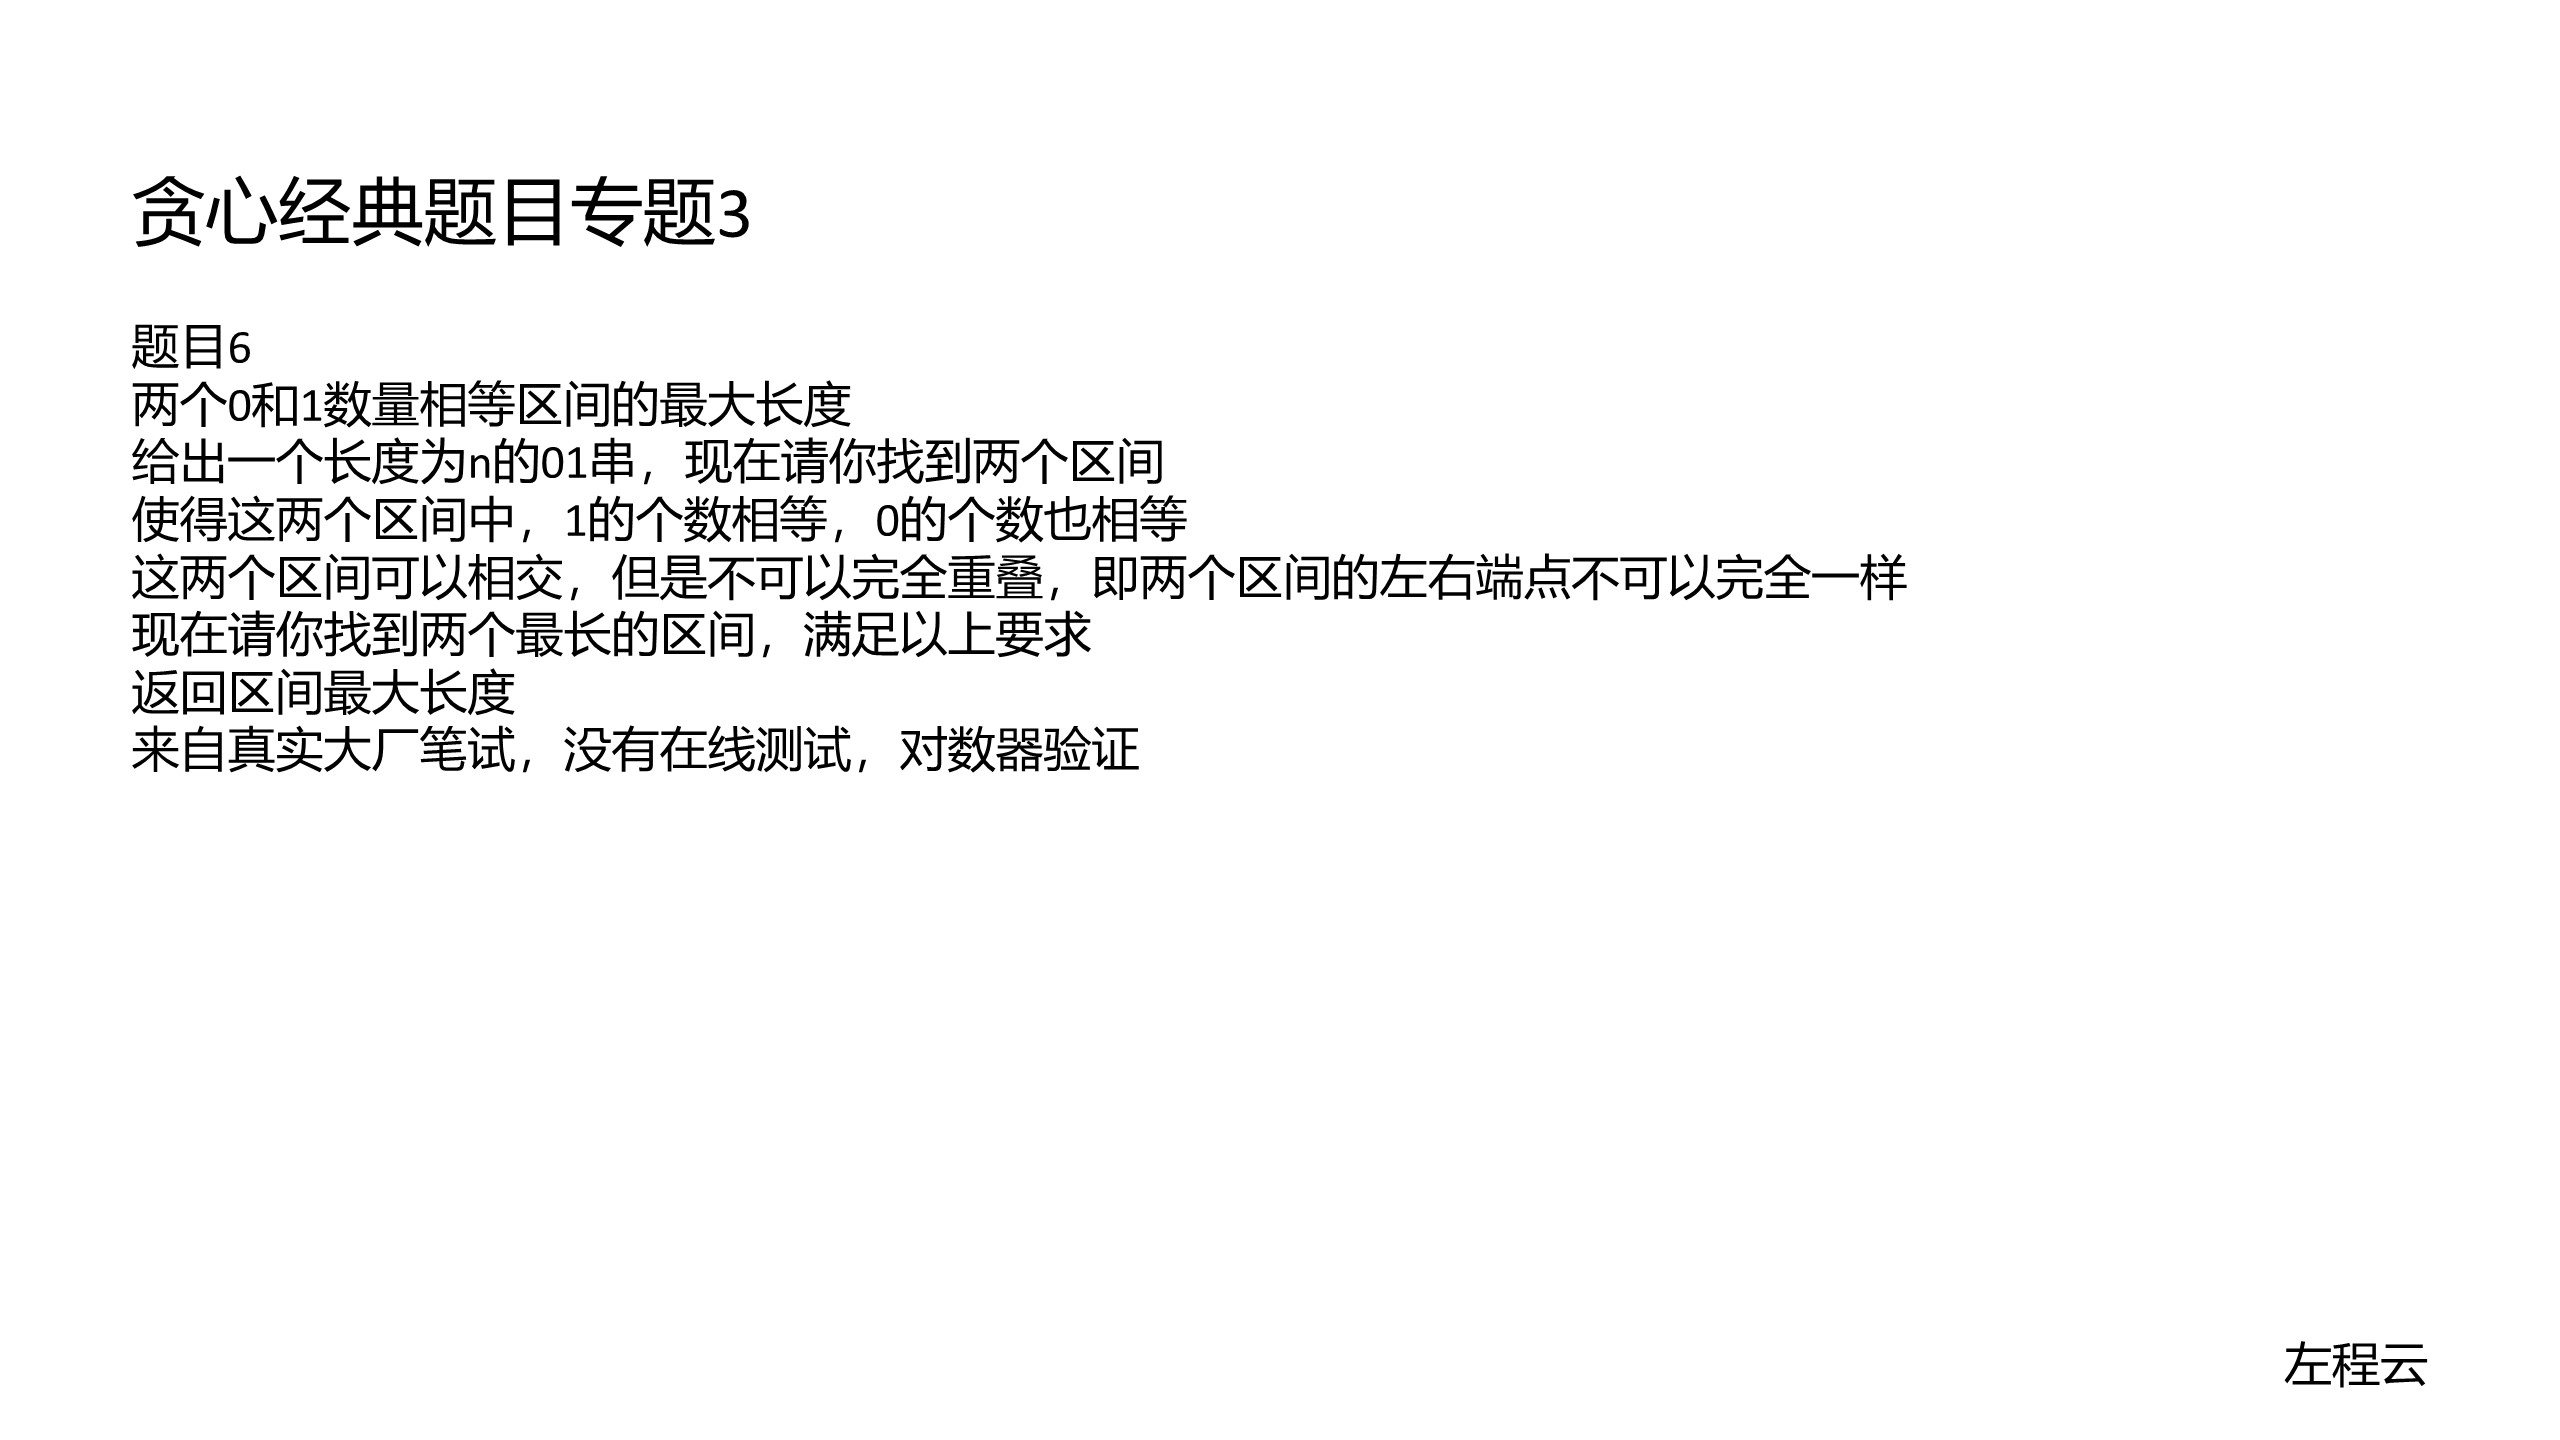 贪心经典题目专题3
题目6
两个0和1数量相等区间的最大长度
给出一个长度为n的01串，现在请你找到两个区间
使得这两个区间中，1的个数相等，0的个数也相等
这两个区间可以相交，但是不可以完全重叠，即两个区间的左右端点不可以完全一样
现在请你找到两个最长的区间，满足以上要求
返回区间最大长度
来自真实大厂笔试，没有在线测试，对数器验证
左程云